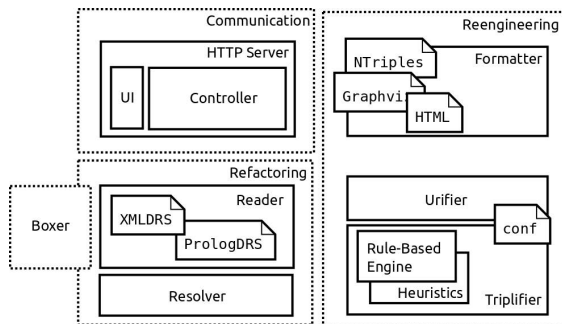 Communication
HTTP Server
UI
Controller
Refactoring
Reader
XMLDRS
PrologDRS
Boxer
Resolver
Reengineering
Formatter
NTriples
Graphvi
HTML
Urifier
conf
Rule-Based
Engine
Heuristics
Triplifier